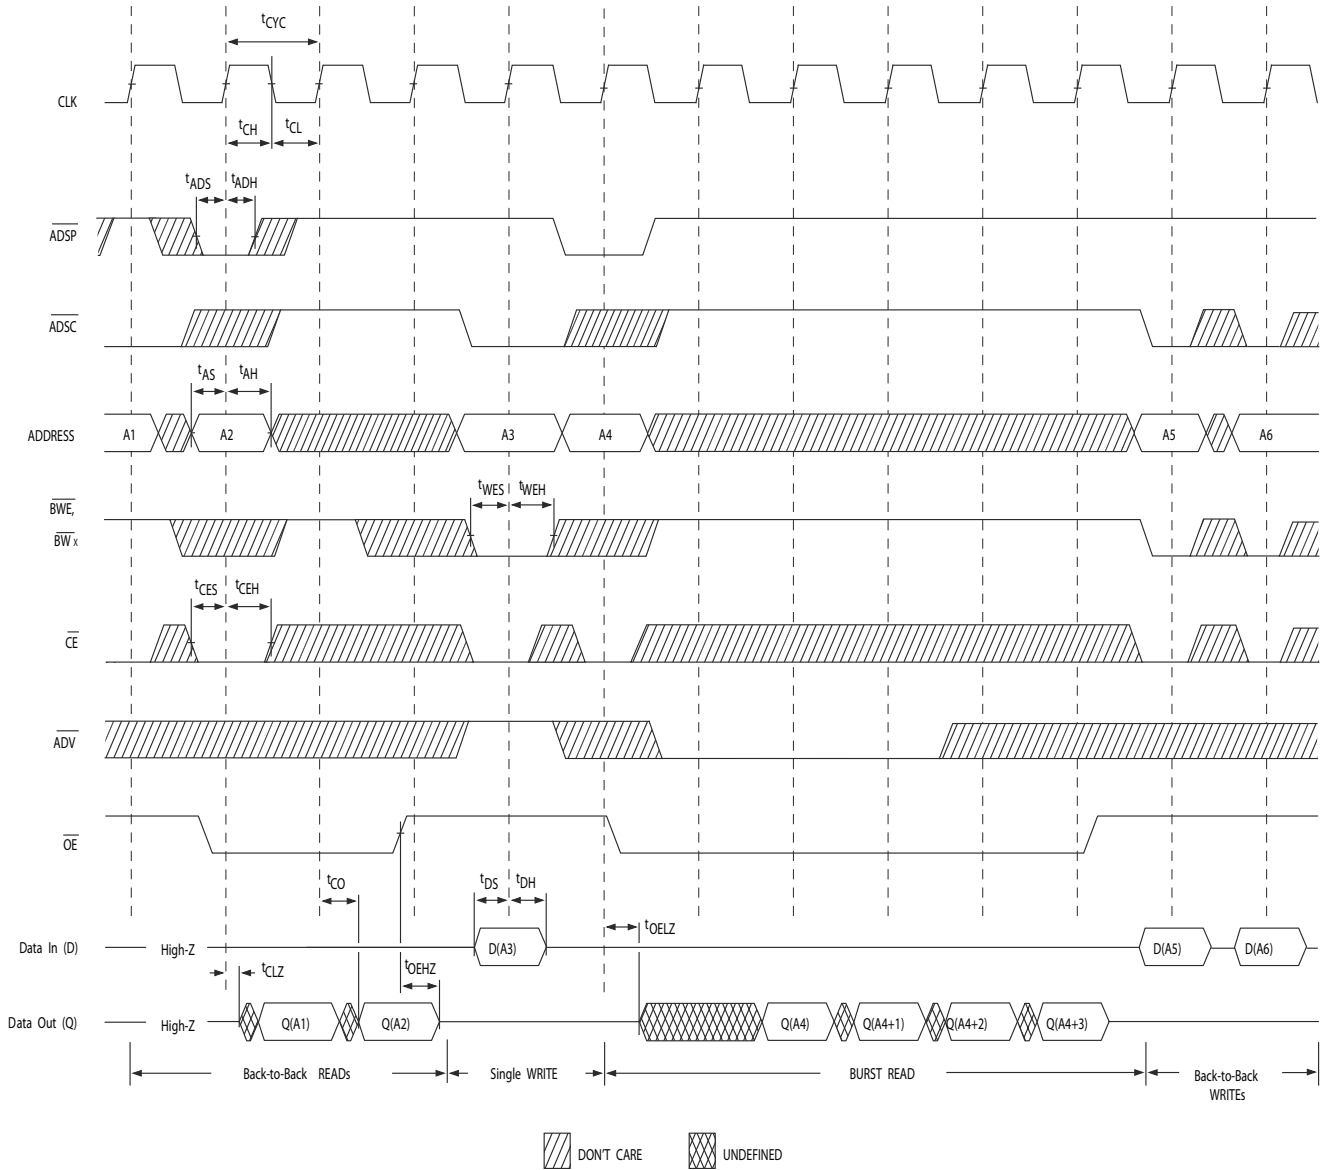 tCYC
CLK
tCH
tCL
tADS
tADH
ADSP
ADSC
tAS
tAH
ADDRESS
A1
A2
A3
A4
A5
A6
tWES
tWEH
BWE,
BW x
tCES
tCEH
CE
ADV
OE
tCO
tDS
tDH
tOELZ
Data In (D)
High-Z
D(A3)
D(A5)
D(A6)
tCLZ
tOEHZ
Data Out (Q)
High-Z
Q(A1)
Q(A2)
Q(A4)
Q(A4+1)
Q(A4+2)
Q(A4+3)
Back-to-Back READs
Single WRITE
BURST READ
Back-to-Back
WRITEs
DON'T CARE
UNDEFINED